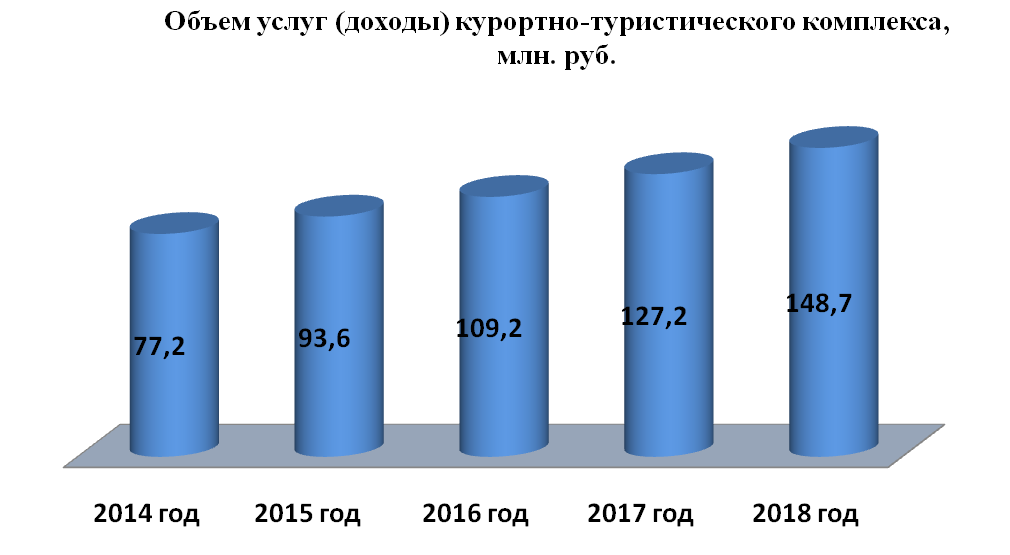 Объем услуг (доходы) курортно-туристического комплекса,
млн. руб.
77,2
93,6
109,2
127,2
148,7
2014 год
2015 год
2016 год
2017 год
2018 год